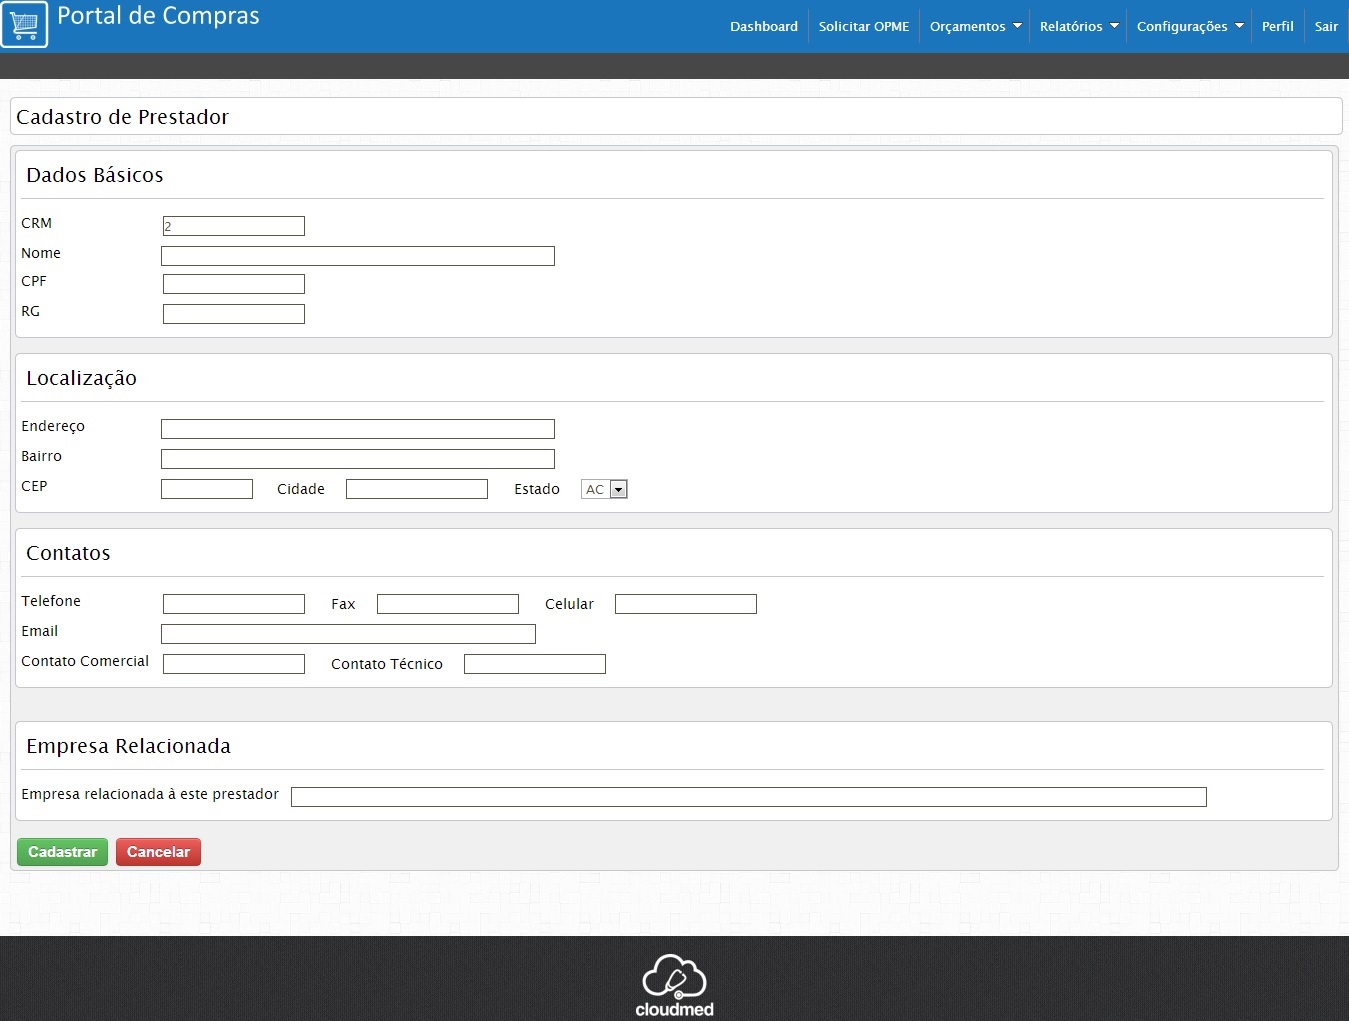 Portal de Compras
Dashboard Solicitar OPME Orçamentos Relatórios Configurações Perfil Sair
Cadastro de Prestador
Dados Básicos
CRM 2
Nome
CPF
RG
Localização
Endereço
Bairro
CEP Cidade Estado AC
Contatos
Telefone Fax Celular
Email
Contato Comercial Contato Técnico
Empresa Relacionada
Empresa relacionada à este prestador
Cadastrar Cancelar
cloudmed